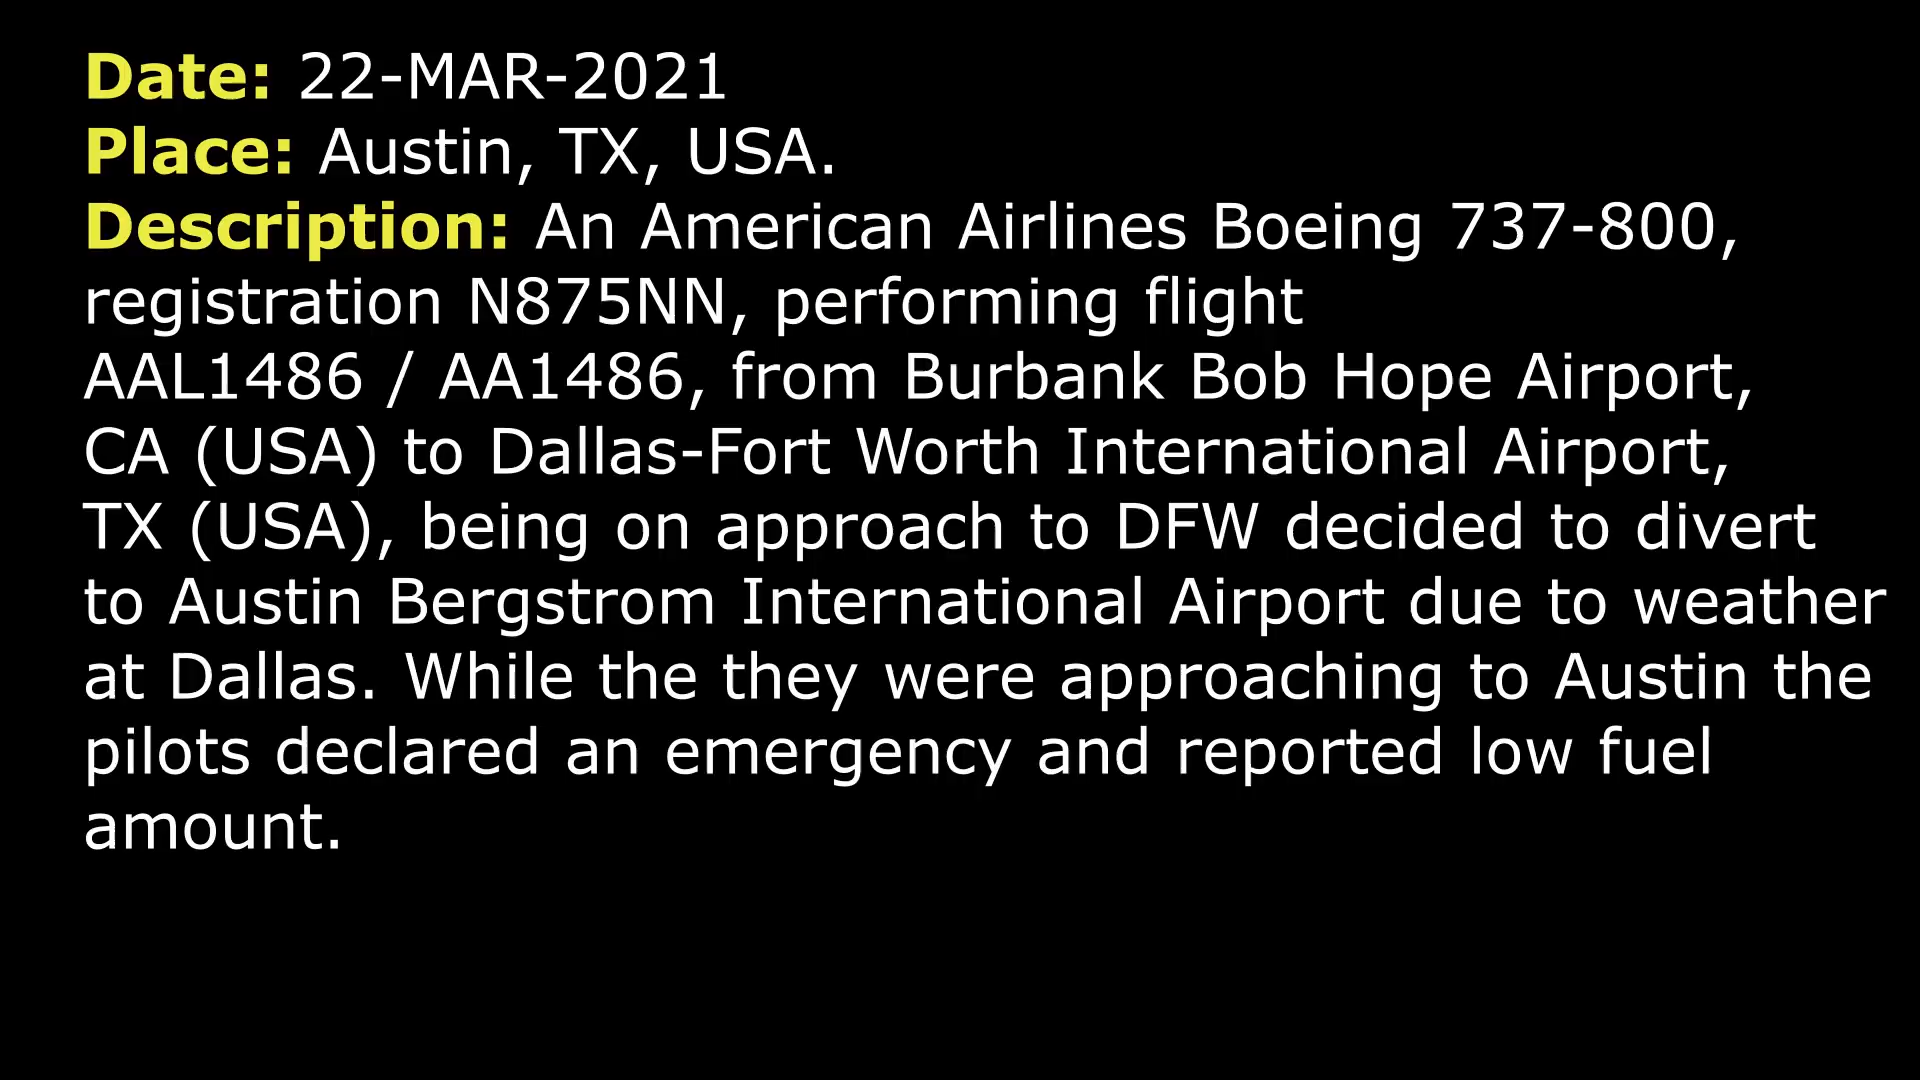 Date: 22-MAR-2021
Place: Austin, TX, USA.
Description: An American Airlines Boeing 737-800,
registration N875NN, performing flight
AAL1486 / AA1486, from Burbank Bob Hope Airport,
CA (USA) to Dallas-Fort Worth International Airport,
TX (USA), being on approach to DFW decided to divert
to Austin Bergstrom International Airport due to weather
at Dallas. While the they were approaching to Austin the
pilots declared an emergency and reported low fuel
amount.